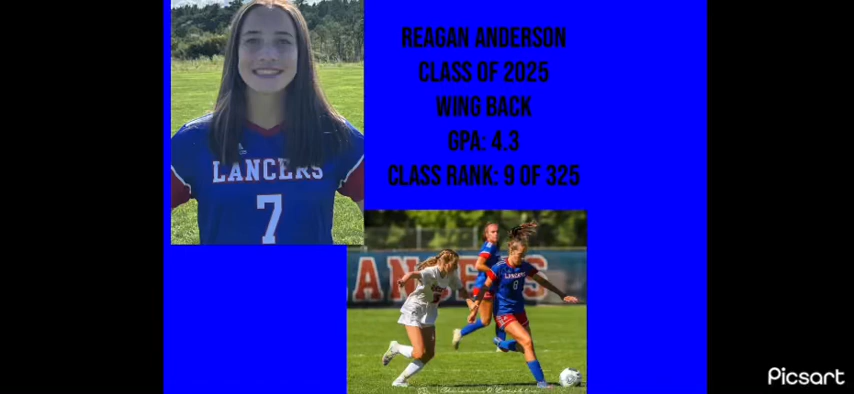 REAGAN ANDERSON
CLASS OF 2025
WING BACK
GPA: 4.3
CLASS RANK: 9 OF 325
LANCERS
7
LANCERS
8
Picsart